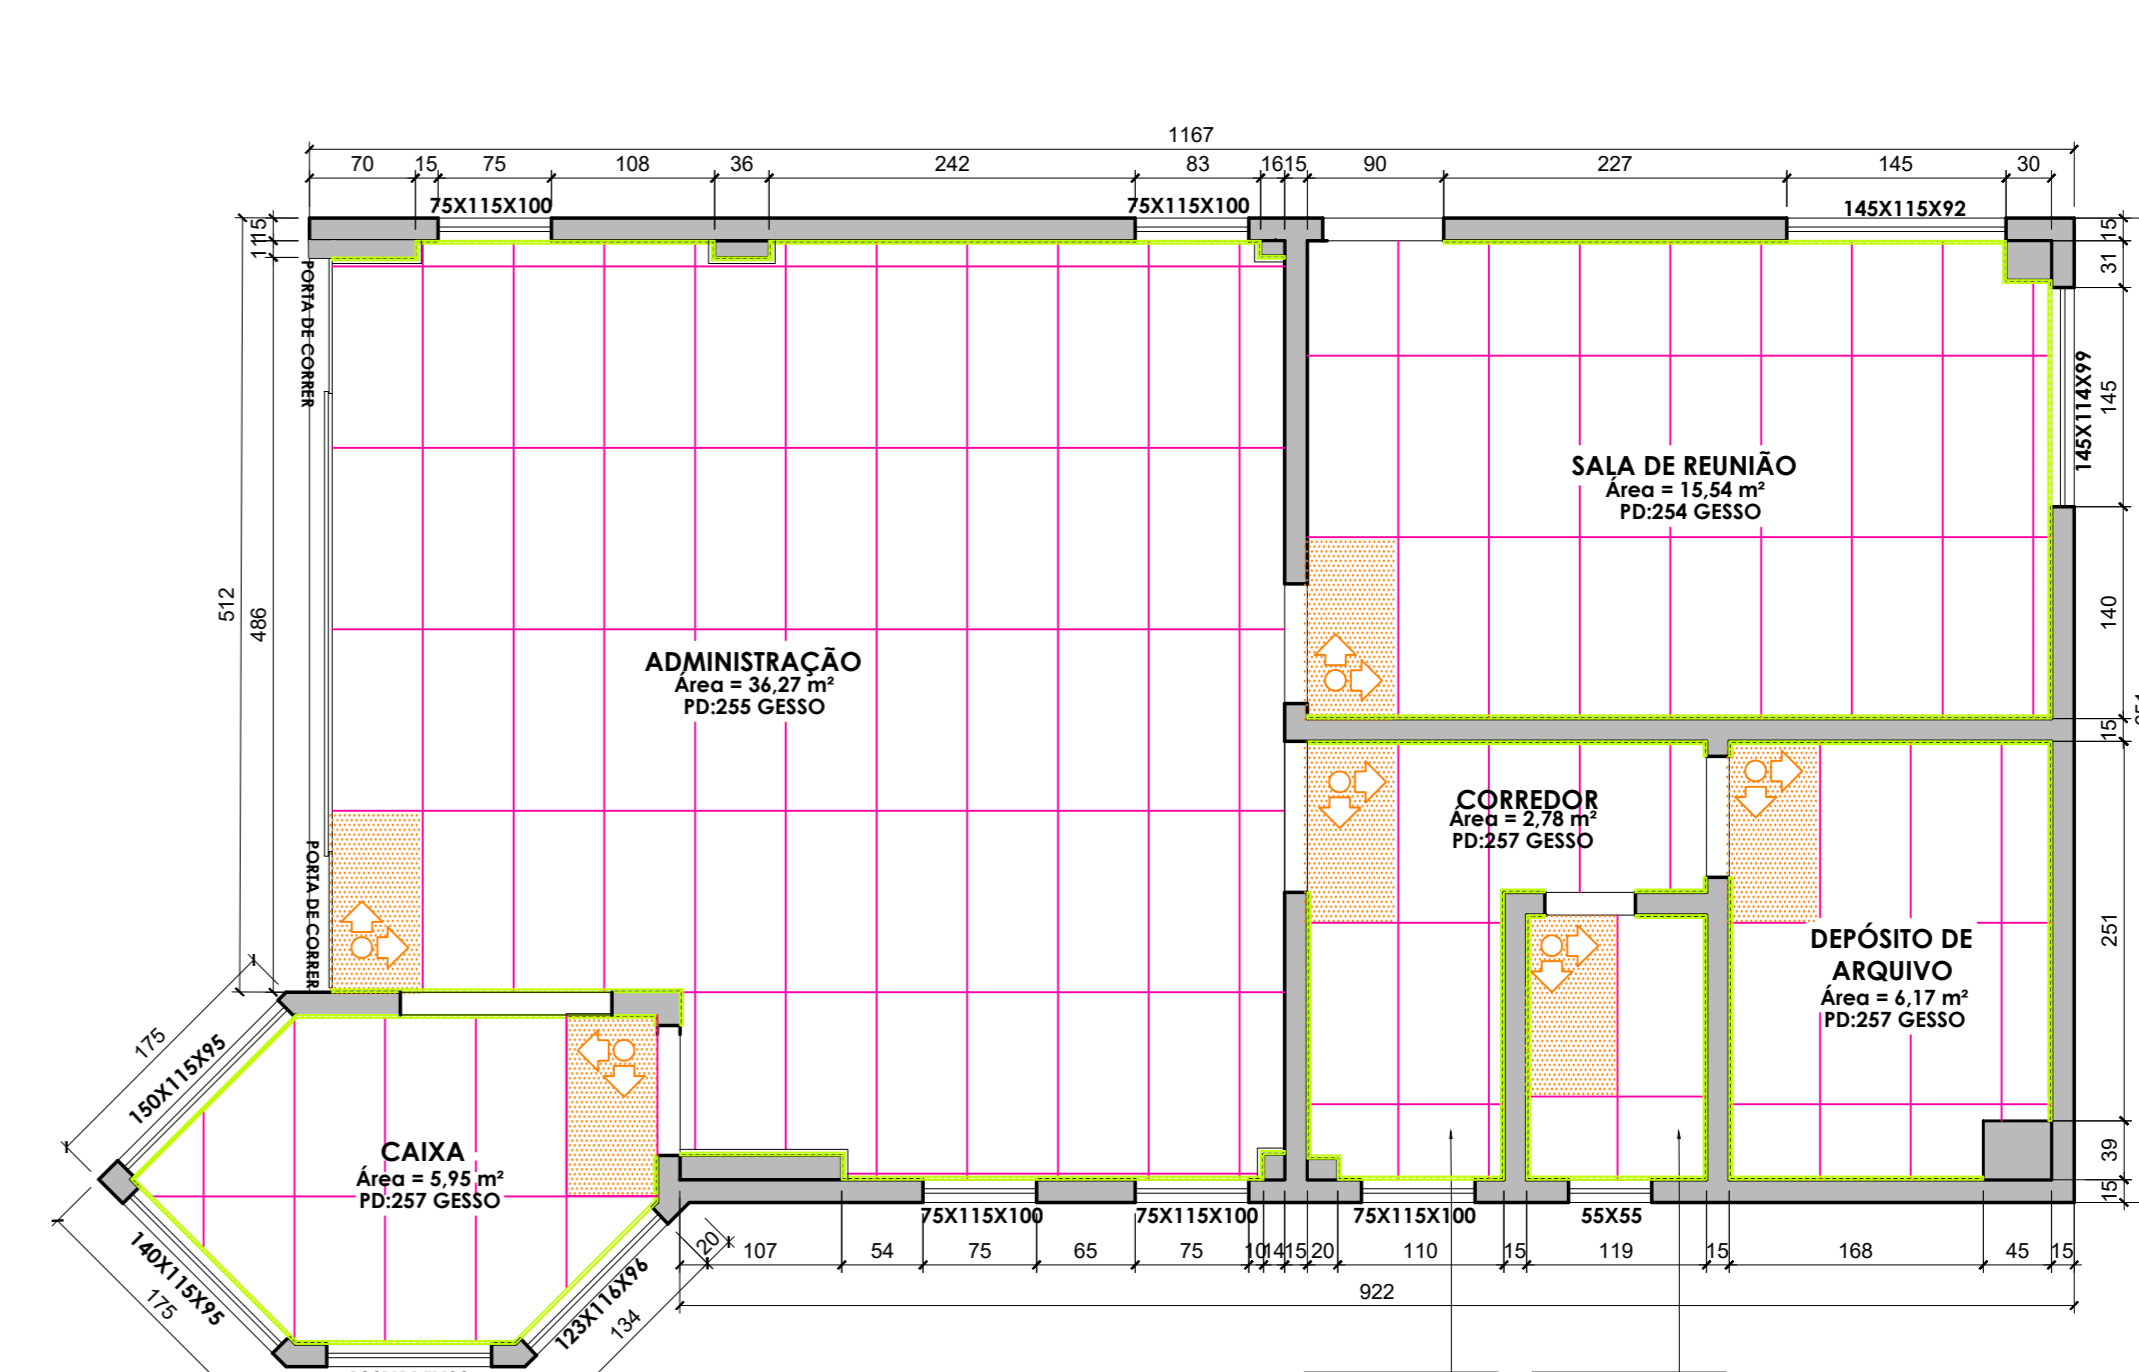 1167
70 15 75 108 36 242 83 16 15 90 227 145 30
75X115X100 75X115X100 145X115X92
15
11
15
31
PORTA DE CORRER
145
145X114X99
SALA DE REUNIÃO
Área = 15,54 m²
PD:254 GESSO
512
486
140
ADMINISTRAÇÃO
Área = 36,27 m²
PD:255 GESSO
15
CORREDOR
Área = 2,78 m²
PD:257 GESSO
PORTA DE CORRER
251
DEPÓSITO DE
ARQUIVO
Área = 6,17 m²
PD:257 GESSO
175
150X115X95
CAIXA
Área = 5,95 m²
PD:257 GESSO
39
15
75X115X100 75X115X100 75X115X100 55X55
140X115X95
175
123X116X96
134
20
107 54 75 65 75 10 14 15 20 110 15 119 15 168 45 15
922